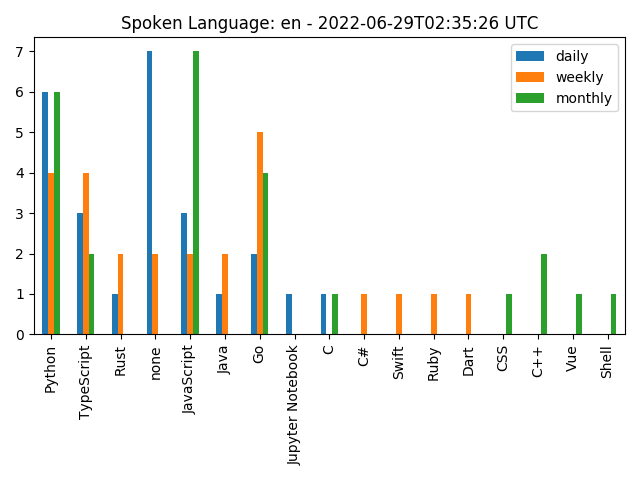 Spoken Language: en - 2022-06-29T02:35:26 UTC
daily
weekly
monthly
7
6
5
4
3
2
1
0
Python
TypeScript
Rust
none
JavaScript
Java
Go
Jupyter Notebook
C
C#
Swift
Ruby
Dart
CSS
C++
Vue
Shell